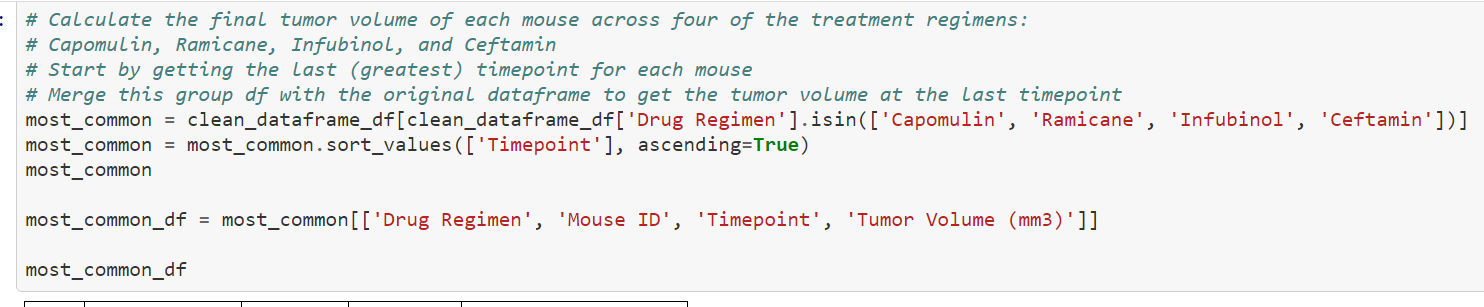 # Calculate the final tumor volume of each mouse across four of the treatment regimens:
# Capomulin, Ramicane, Infubinol, and Ceftamin
# Start by getting the last (greatest) timepoint for each mouse
# Merge this group df with the original dataframe to get the tumor volume at the last timepoint
most_common = clean_dataframe_df[clean_dataframe_df['Drug Regimen'].isin(['Capomulin', 'Ramicane', 'Infubinol', 'Ceftamin'])]
most_common = most_common.sort_values(['Timepoint'], ascending=True)
most_common
most_common_df = most_common[['Drug Regimen', 'Mouse ID', 'Timepoint', 'Tumor Volume (mm3)']]
most_common_df